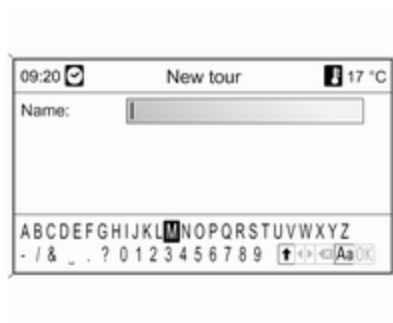 09:20 New tour 17 °C
Name:
ABCDEFGHIJKLMNOPQRSTUVWXYZ
- / & _ . ? 0 1 2 3 4 5 6 7 8 9 Aa OK